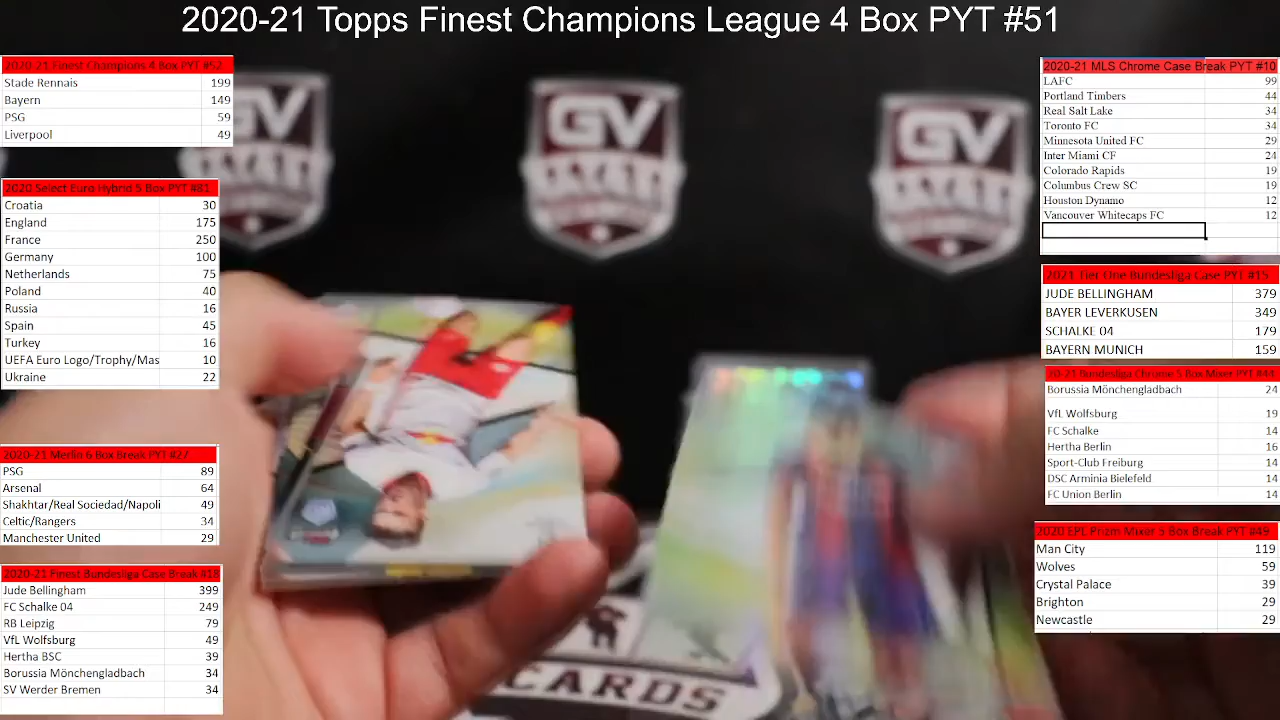 2020-21 Topps Finest Champions League 4 Box PYT #51
2020-21 Finest Champions 4 Box PYT #52
Stade Rennais 199
Bayern 149
PSG 59
Liverpool 49
2020 Select Euro Hybrid 5 Box PYT #81
Croatia 30
England 175
France 250
Germany 100
Netherlands 75
Poland 40
Russia 16
Spain 45
Turkey 16
UEFA Euro Logo/Trophy/Mas 10
Ukraine 22
2020-21 Merlin 6 Box Break PYT #27
PSG 89
Arsenal 64
Shakhtar/Real Sociedad/Napoli 49
Celtic/Rangers 34
Manchester United 29
2020-21 Finest Bundesliga Case Break #18
Jude Bellingham 399
FC Schalke 04 249
RB Leipzig 79
VfL Wolfsburg 49
Hertha BSC 39
Borussia Mönchengladbach 34
SV Werder Bremen 34
2020-21 MLS Chrome Case Break PYT #10
LAFC 99
Portland Timbers 44
Real Salt Lake 34
Toronto FC 34
Minnesota United FC 29
Inter Miami CF 24
Colorado Rapids 19
Columbus Crew SC 19
Houston Dynamo 12
Vancouver Whitecaps FC 12
2021 Tier One Bundesliga Case PYT #15
JUDE BELLINGHAM 379
BAYER LEVERKUSEN 349
SCHALKE 04 179
BAYERN MUNICH 159
20-21 Bundesliga Chrome 5 Box Mixer PYT #44
Borussia Mönchengladbach 24
VfL Wolfsburg 19
FC Schalke 14
Hertha Berlin 16
Sport-Club Freiburg 14
DSC Arminia Bielefeld 14
FC Union Berlin 14
2020 EPL Prizm Mixer 5 Box Break PYT #49
Man City 119
Wolves 59
Crystal Palace 39
Brighton 29
Newcastle 29
GV
GV
GV
CARDS